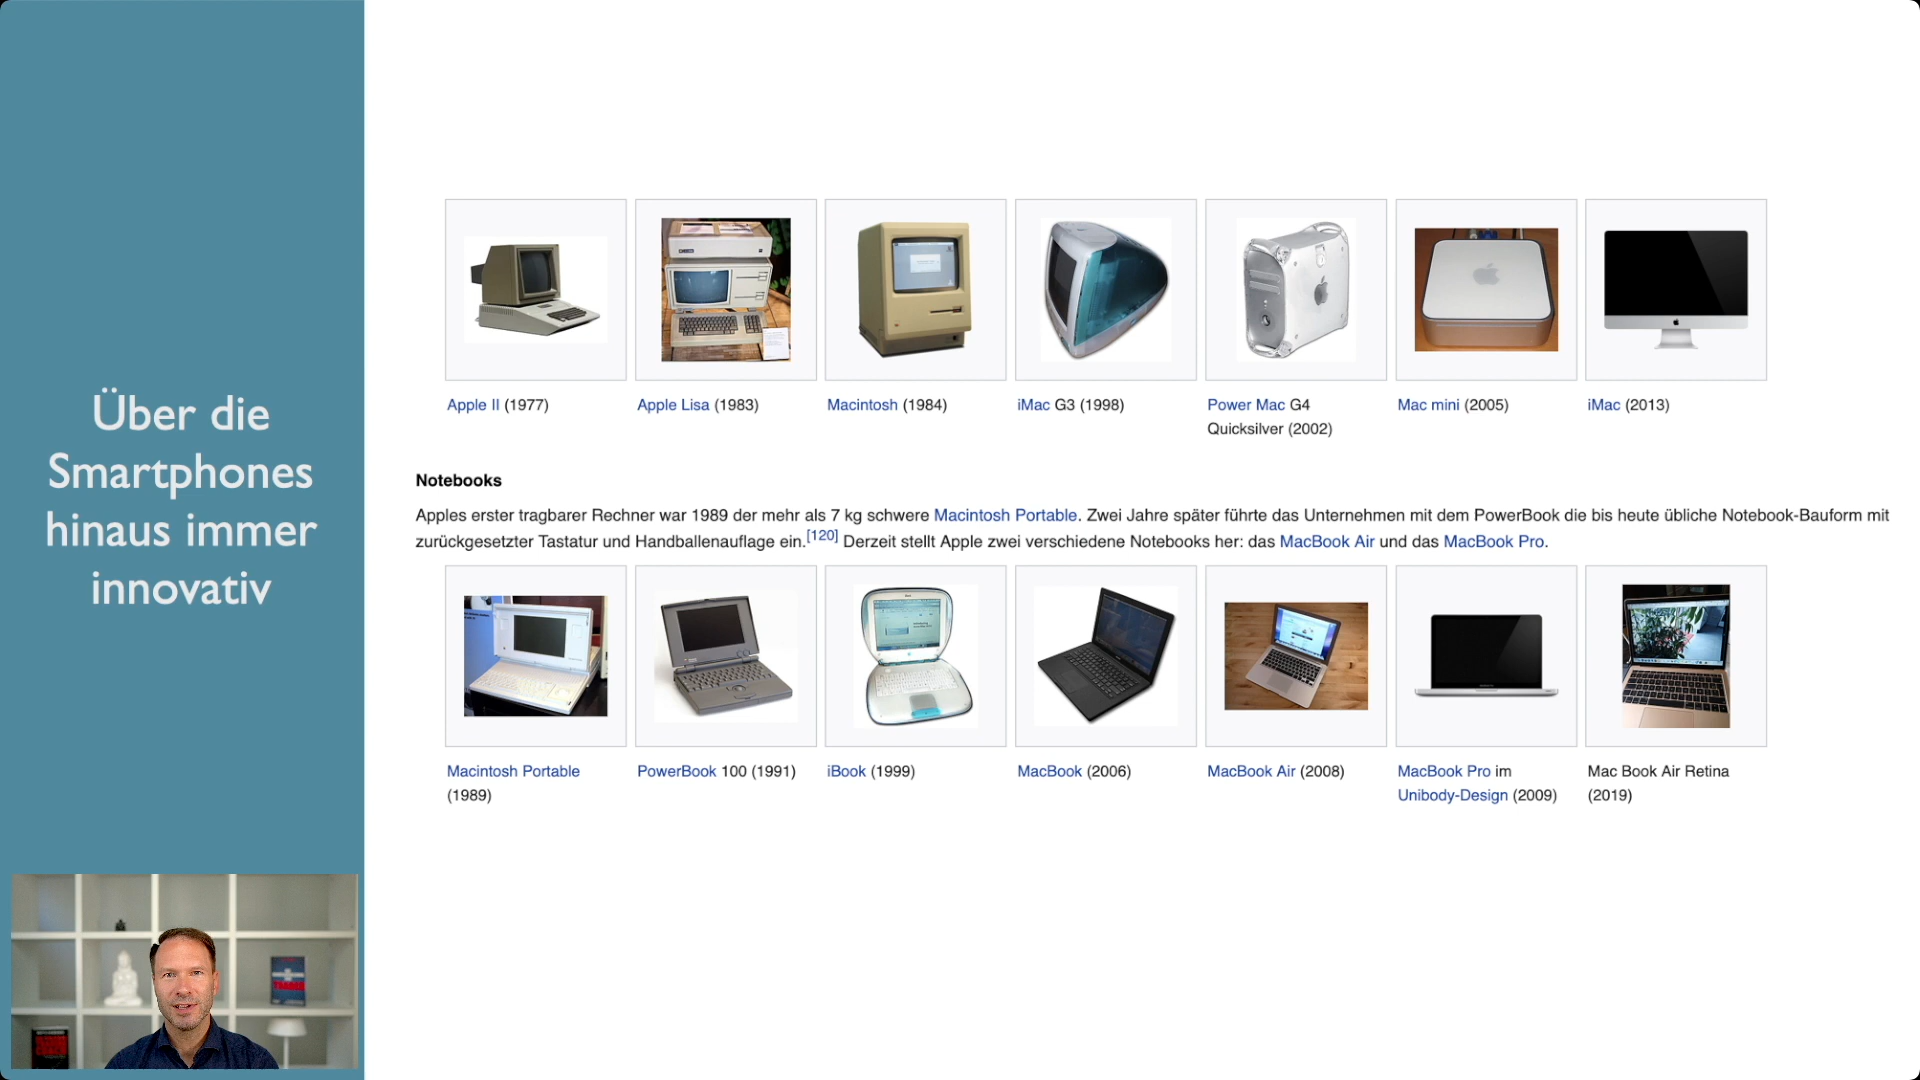 Über die
Smartphones
hinaus immer
innovativ
Apple II (1977)
Apple Lisa (1983)
Macintosh (1984)
iMac G3 (1998)
Power Mac G4
Quicksilver (2002)
Mac mini (2005)
iMac (2013)
Notebooks
Apples erster tragbarer Rechner war 1989 der mehr als 7 kg schwere Macintosh Portable. Zwei Jahre später führte das Unternehmen mit dem PowerBook die bis heute übliche Notebook-Bauform mit
zurückgesetzter Tastatur und Handballenauflage ein.[120] Derzeit stellt Apple zwei verschiedene Notebooks her: das MacBook Air und das MacBook Pro.
Macintosh Portable
(1989)
PowerBook 100 (1991)
iBook (1999)
MacBook (2006)
MacBook Air (2008)
MacBook Pro im
Unibody-Design (2009)
Mac Book Air Retina
(2019)